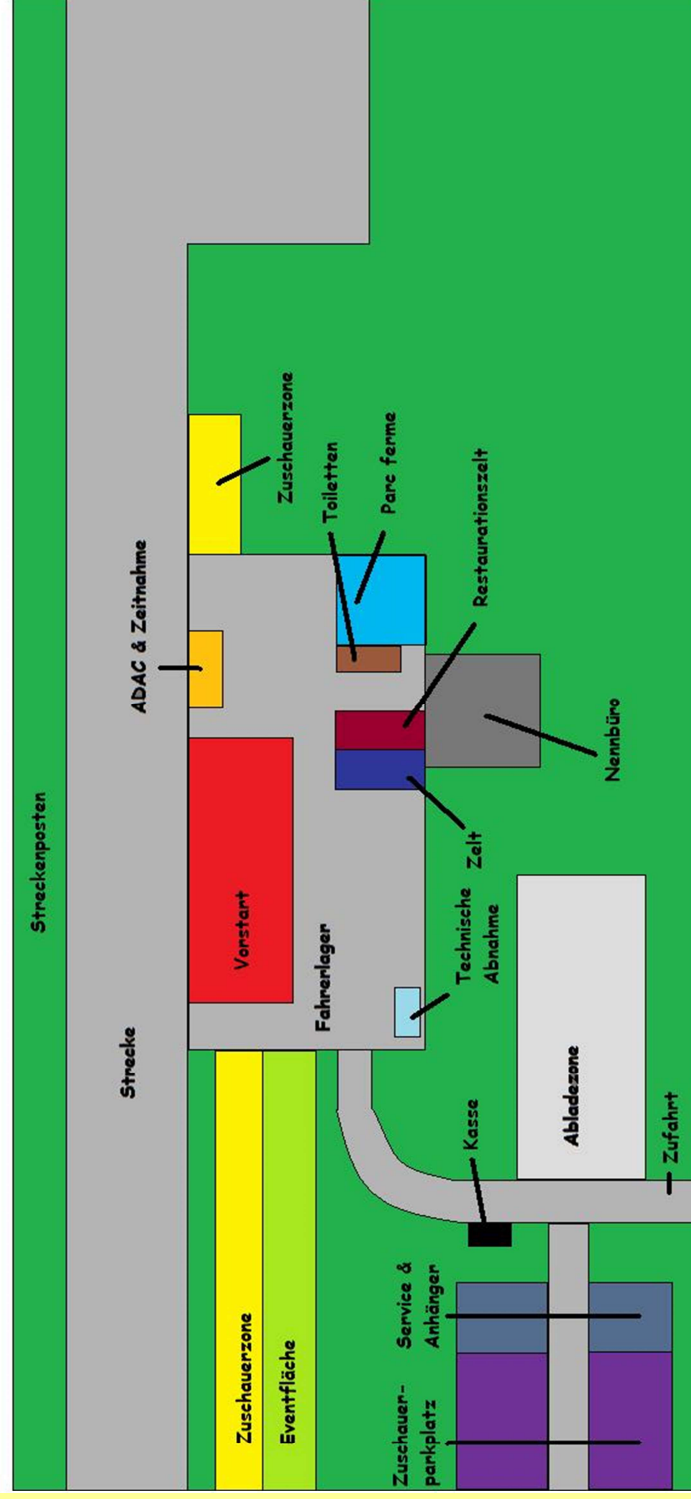 Streckenposten
Strecke
ADAC & Zeitnahme
Zuschauerzone
Toiletten
Parc ferme
Restaurationszelt
Vorstart
Fahrerlager
Zelt
Nennbüro
Technische
Abnahme
Zuschauerzone
Eventfläche
Kasse
Abladezone
Zufahrt
Service &
Anhänger
Zuschauer-
parkplatz